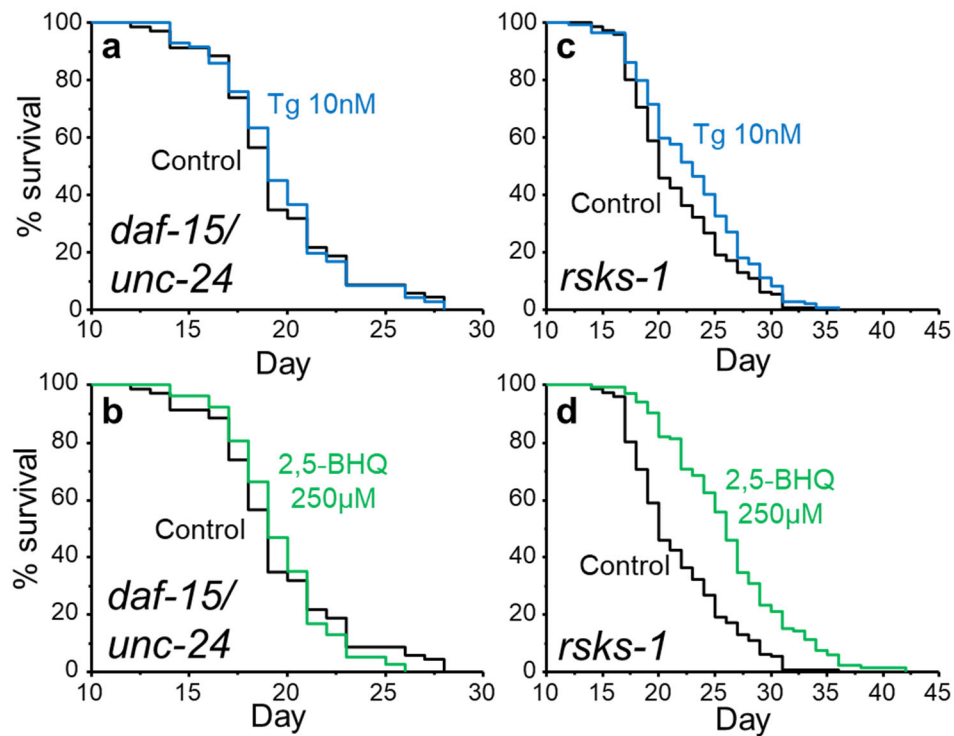 a
100
80
60
40
20
0
% survival
Tg 10nM
Control
daf-15/
unc-24
10 15 20 25 30
Day
c
100
80
60
40
20
0
Tg 10nM
Control
rsks-1
10 15 20 25 30 35 40 45
Day
b
100
80
60
40
20
0
% survival
2,5-BHQ
250µM
Control
daf-15/
unc-24
10 15 20 25 30
Day
d
100
80
60
40
20
0
2,5-BHQ
250µM
Control
rsks-1
10 15 20 25 30 35 40 45
Day